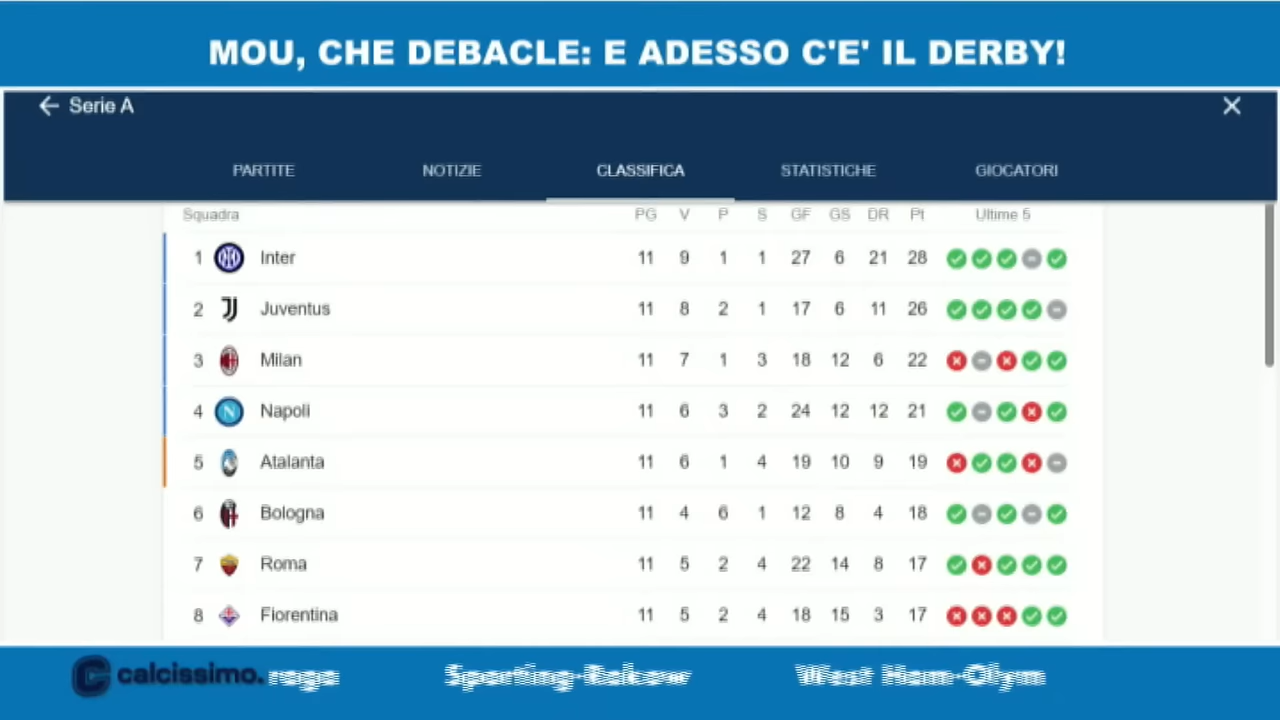 MOU, CHE DEBACLE: E ADESSO C'E' IL DERBY!
Serie A
PARTITE NOTIZIE CLASSIFICA STATISTICHE GIOCATORI
Squadra PG V P S GF GS DR Pt Ultime 5
1 Inter 11 9 1 1 27 6 21 28
2 Juventus 11 8 2 1 17 6 11 26
3 Milan 11 7 1 3 18 12 6 22
4 Napoli 11 6 3 2 24 12 12 21
5 Atalanta 11 6 1 4 19 10 9 19
6 Bologna 11 4 6 1 12 8 4 18
7 Roma 11 5 2 4 22 14 8 17
8 Fiorentina 11 5 2 4 18 15 3 17
calcissimo. West Ham-Olym